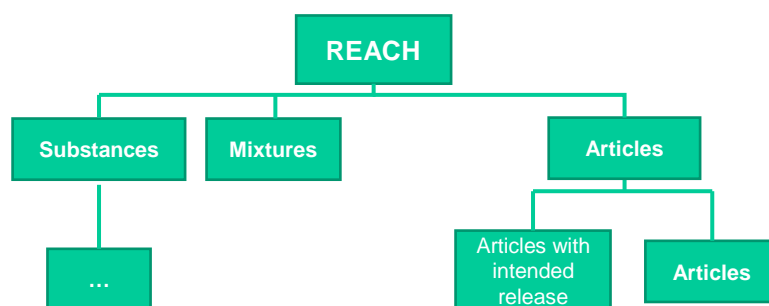 REACH
Substances
Mixtures
Articles
…
Articles with
intended
release
Articles